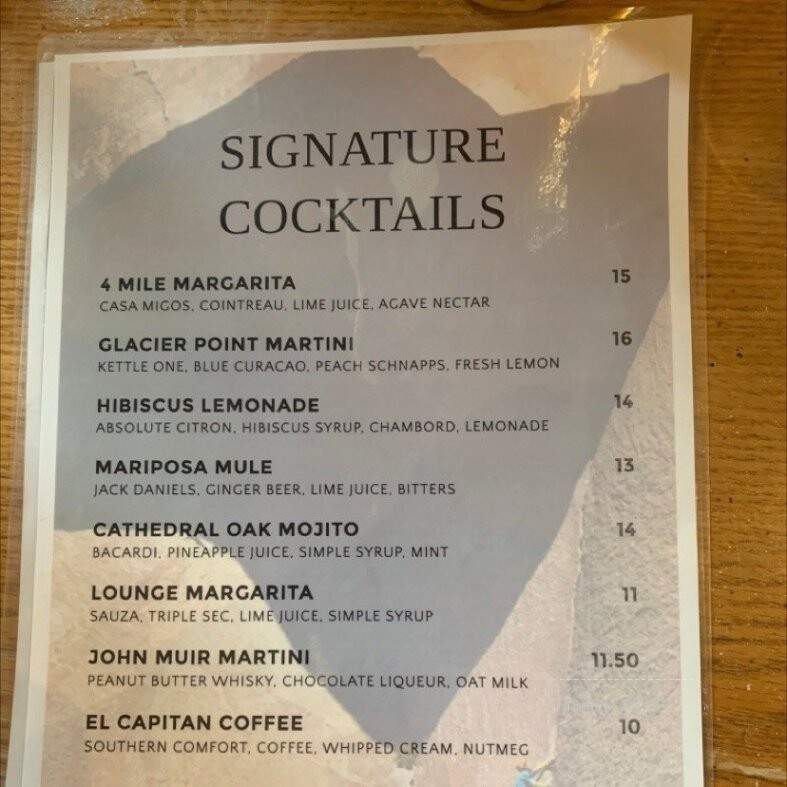 SIGNATURE
COCKTAILS
4 MILE MARGARITA 15
CASA MIGOS, COINTREAU, LIME JUICE, AGAVE NECTAR
GLACIER POINT MARTINI 16
KETTLE ONE, BLUE CURACAO, PEACH SCHNAPPS, FRESH LEMON
HIBISCUS LEMONADE 14
ABSOLUTE CITRON, HIBISCUS SYRUP, CHAMBORD, LEMONADE
MARIPOSA MULE 13
JACK DANIELS, GINGER BEER, LIME JUICE, BITTERS
CATHEDRAL OAK MOJITO 14
BACARDI, PINEAPPLE JUICE, SIMPLE SYRUP, MINT
LOUNGE MARGARITA 11
SAUZA, TRIPLE SEC, LIME JUICE, SIMPLE SYRUP
JOHN MUIR MARTINI 11.50
PEANUT BUTTER WHISKY, CHOCOLATE LIQUEUR, OAT MILK
EL CAPITAN COFFEE 10
SOUTHERN COMFORT, COFFEE, WHIPPED CREAM, NUTMEG